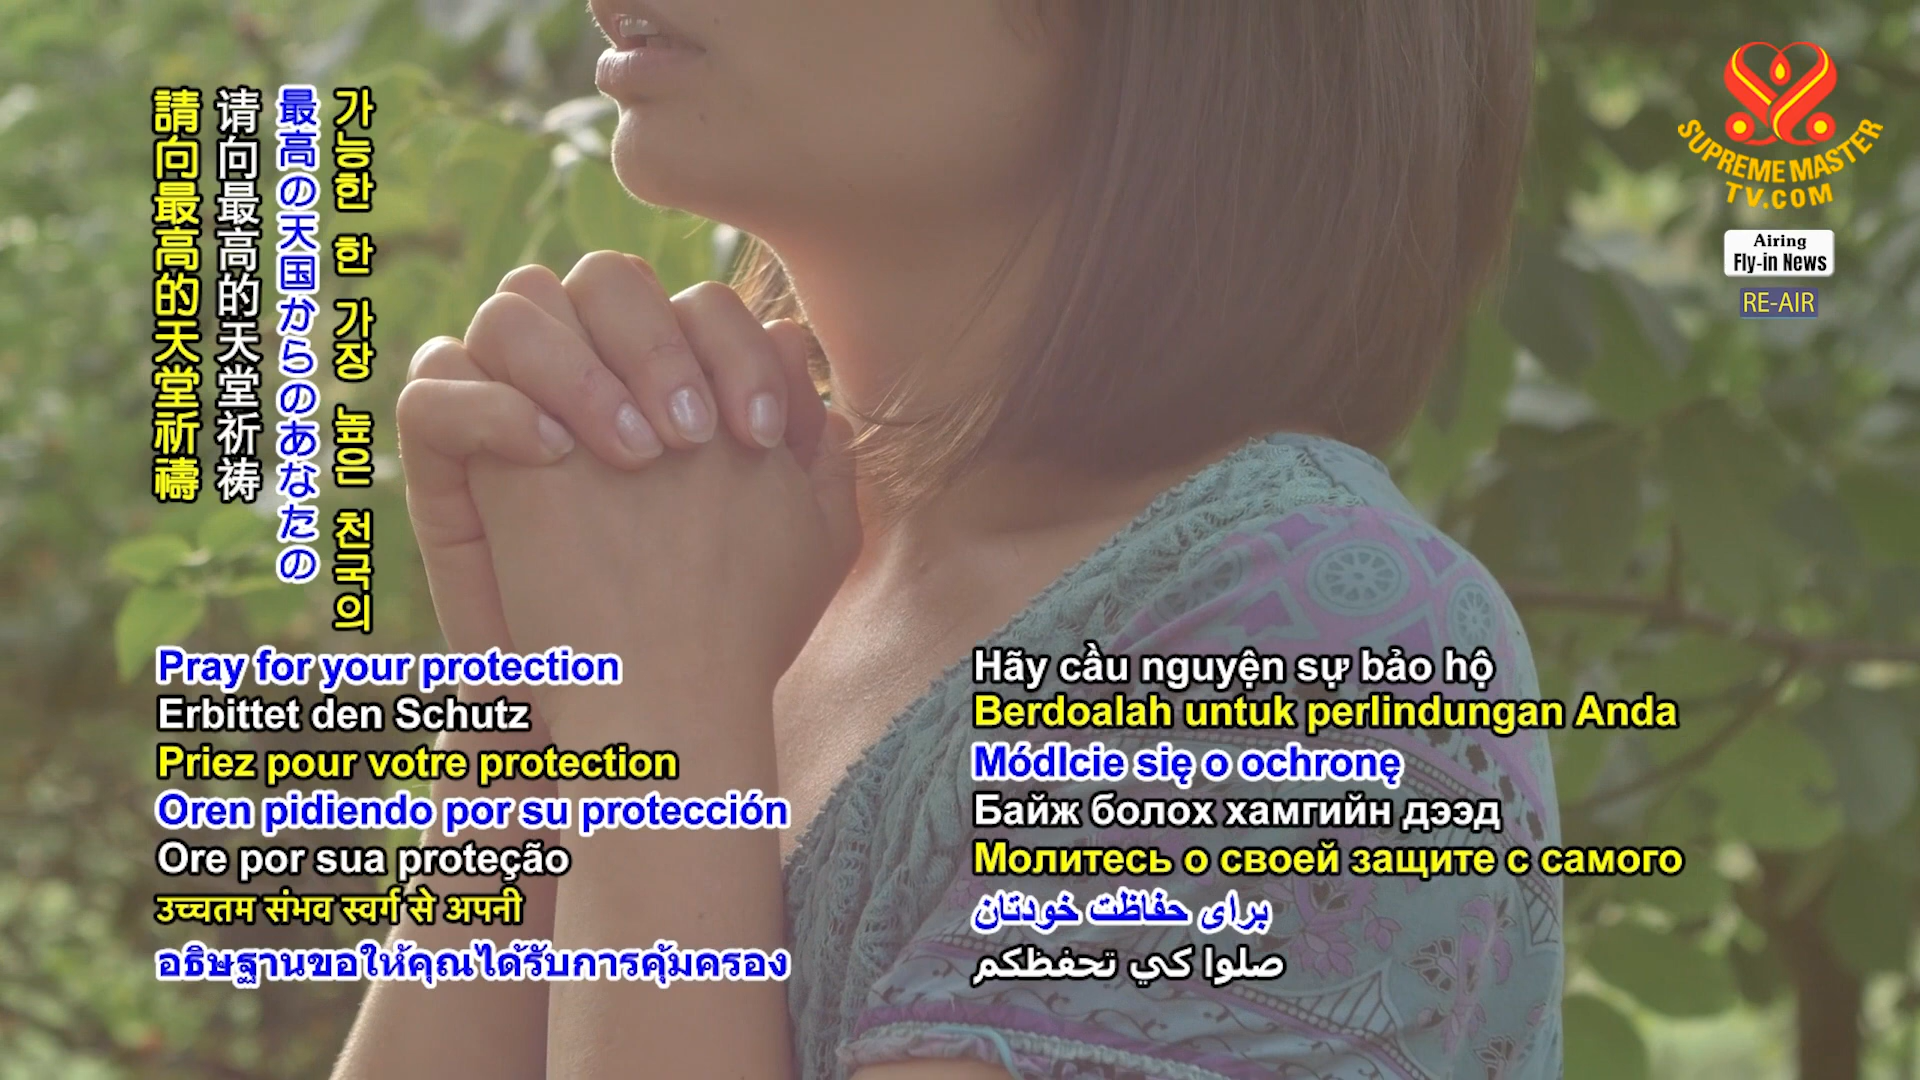 請向最高的天堂祈禱
请向最高的天堂祈祷
最高の天国からのあなたの
가능한 한 가장 높은 천국의
Pray for your protection
Erbittet den Schutz
Priez pour votre protection
Oren pidiendo por su protección
Ore por sua proteção
उच्चतम संभव स्वर्ग से अपनी
อธิษฐานขอให้คุณได้รับการคุ้มครอง
Hãy cầu nguyện sự bảo hộ
Berdoalah untuk perlindungan Anda
Módlcie się o ochronę
Байж болох хамгийн дээд
Молитесь о своей защите с самого
برای حفاظت خودتان
صلوا كي تحفظكم
SUPREME MASTER
TV.COM
Airing
Fly-in News
RE-AIR